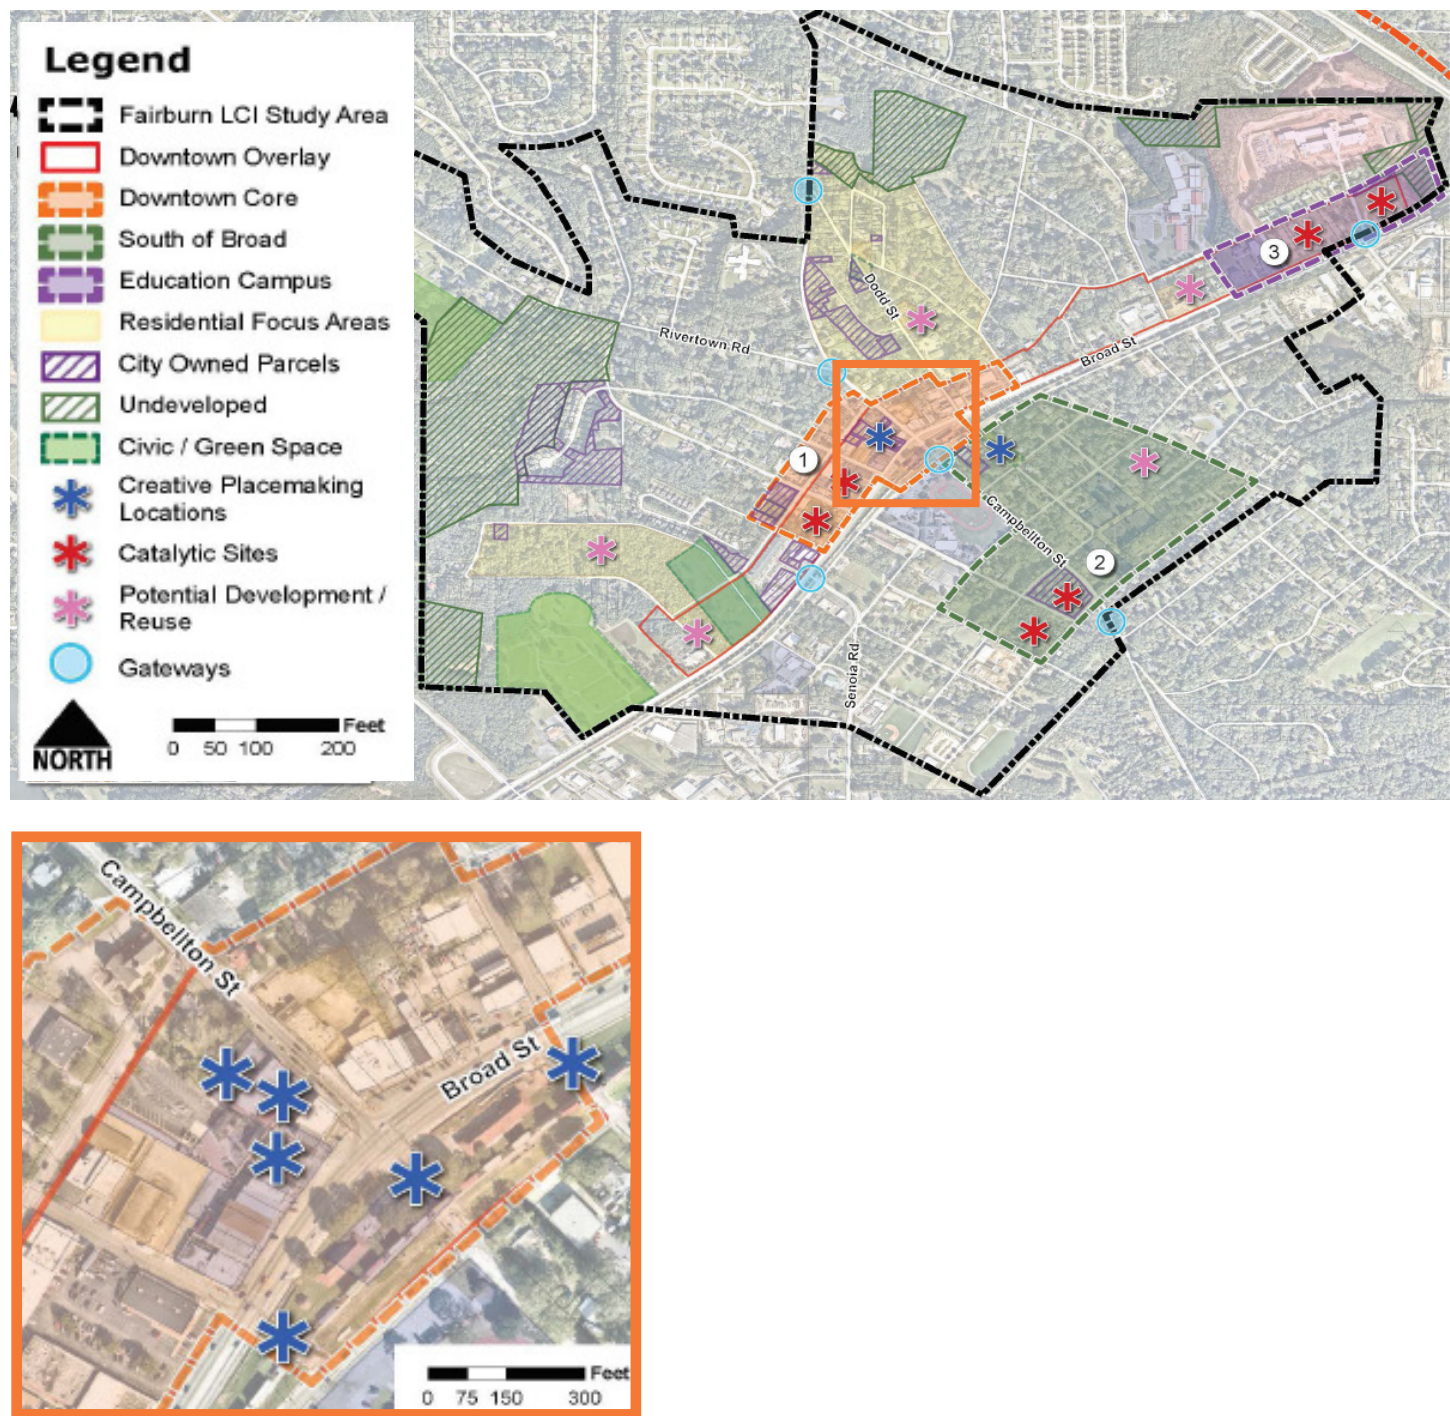 Legend
Fairburn LCI Study Area
Downtown Overlay
Downtown Core
South of Broad
Education Campus
Residential Focus Areas
City Owned Parcels
Undeveloped
Civic / Green Space
Creative Placemaking
Locations
Catalytic Sites
Potential Development /
Reuse
Gateways
NORTH
Feet
0 50 100 200
Dodd St
Rivertown Rd
Broad St
Campbellton St
Senoia Rd
1
2
3
Campbellton St
Broad St
Feet
0 75 150 300